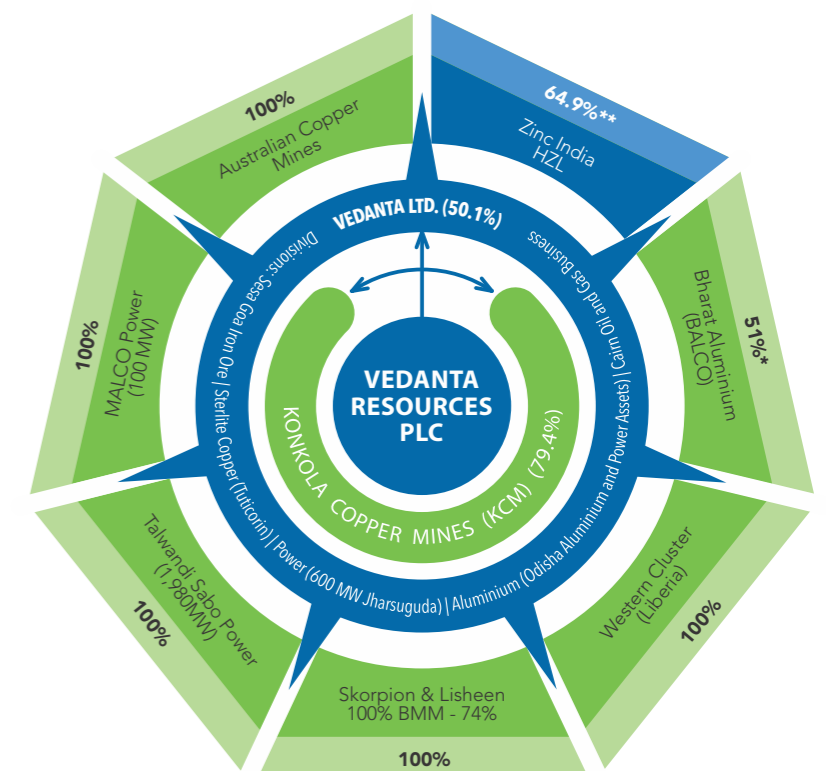 100%
Australian Copper
Mines
64.9%**
Zinc India
HZL
100%
MALCO Power
(100 MW)
51%*
Bharat Aluminium
(BALCO)
VEDANTA LTD. (50.1%)
Divisions: Sesa Goa Iron Ore | Sterlite Copper (Tuticorin) | Power (600 MW Jharsuguda) | Aluminium (Odisha Aluminium and Power Assets) | Cairn Oil and Gas Business
VEDANTA
RESOURCES
PLC
KONKOLA COPPER MINES (KCM) (79.4%)
Talwandi Sabo Power
(1,980MW)
100%
Western Cluster
(Liberia)
100%
Skorpion & Lisheen
100% BMM - 74%
100%